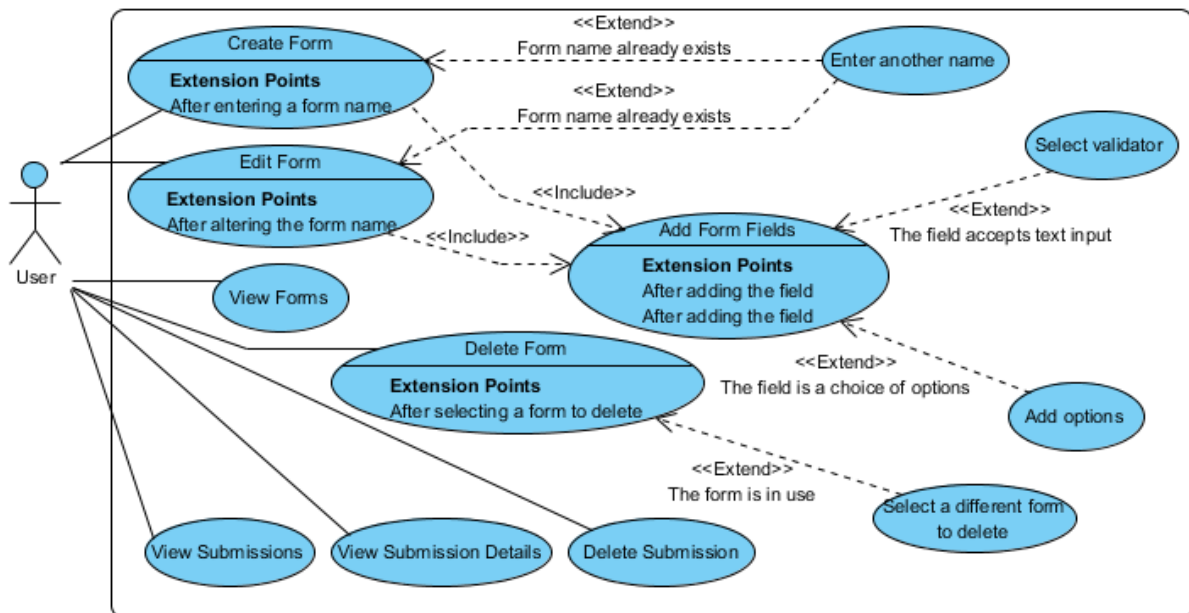 <<Extend>>
Create Form
Form name already exists
Enter another name
Extension Points
After entering a form name
<<Extend>>
Form name already exists
Select validator
Edit Form
Extension Points
After altering the form name
<<Include>>
<<Include>>
<<Extend>>
The field accepts text input
Add Form Fields
Extension Points
After adding the field
After adding the field
User
View Forms
Delete Form
Extension Points
After selecting a form to delete
<<Extend>>
The field is a choice of options
Add options
<<Extend>>
The form is in use
Select a different form
to delete
View Submissions
View Submission Details
Delete Submission